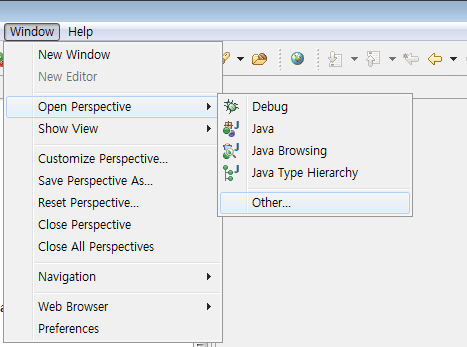 Window Help
New Window
New Editor
Open Perspective
Show View
Customize Perspective...
Save Perspective As...
Reset Perspective...
Close Perspective
Close All Perspectives
Navigation
Web Browser
Preferences
Debug
Java
Java Browsing
Java Type Hierarchy
Other...